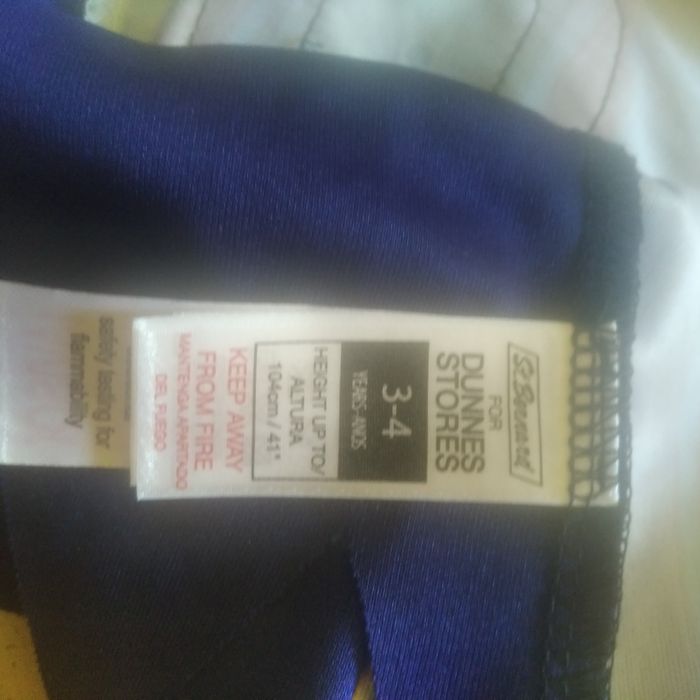 St. Bernard
FOR
DUNNES
STORES
3-4
YEARS/ANOS
HEIGHT UP TO/
ALTURA
104cm / 41"
KEEP AWAY
FROM FIRE
MANTENGA APARTADO
DEL FUEGO
safety testing for
flammability